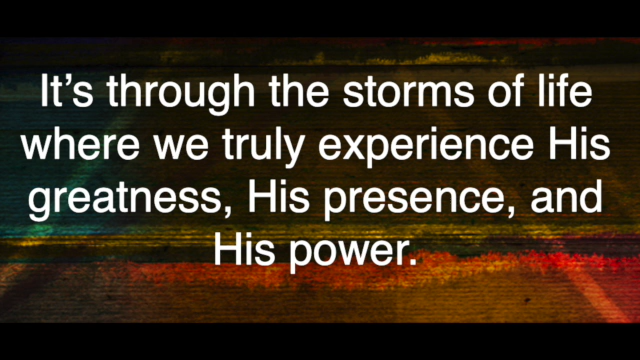 It’s through the storms of life
where we truly experience His
greatness, His presence, and
His power.